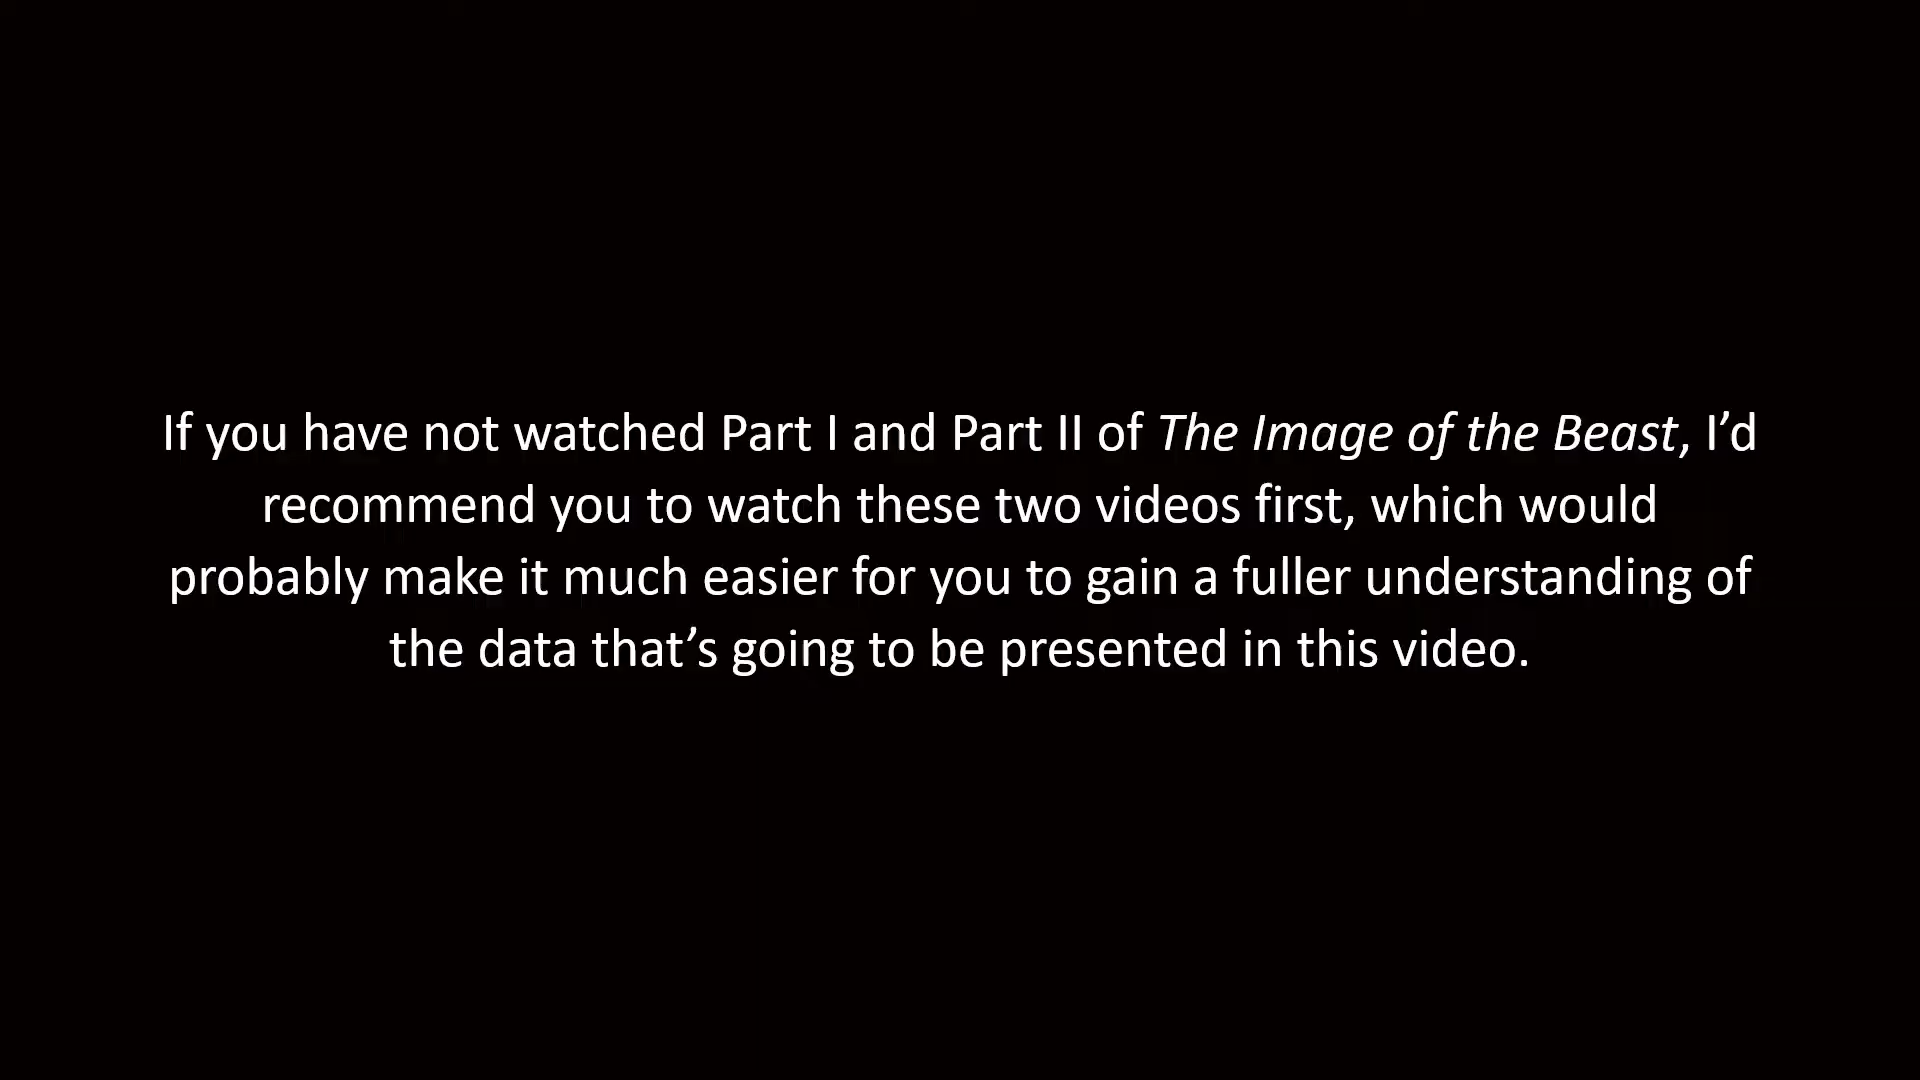 If you have not watched Part I and Part II of The Image of the Beast, I’d
recommend you to watch these two videos first, which would
probably make it much easier for you to gain a fuller understanding of
the data that’s going to be presented in this video.